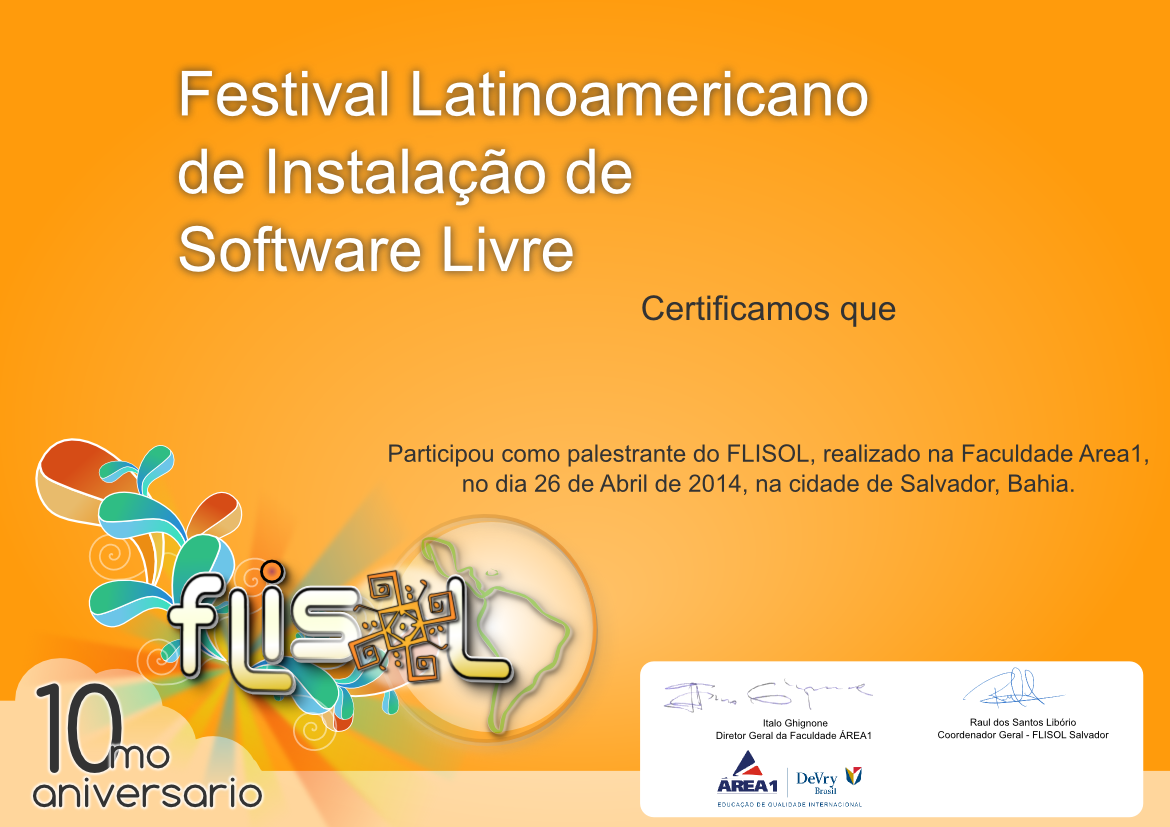 Festival Latinoamericano
de Instalação de
Software Livre
Certificamos que
Participou como palestrante do FLISOL, realizado na Faculdade Area1,
no dia 26 de Abril de 2014, na cidade de Salvador, Bahia.
fLisoL
10mo
aniversario
Italo Ghignone
Diretor Geral da Faculdade ÁREA1
Raul dos Santos Libório
Coordenador Geral - FLISOL Salvador
ÁREA1
DeVry
Brasil
EDUCAÇÃO DE QUALIDADE INTERNACIONAL